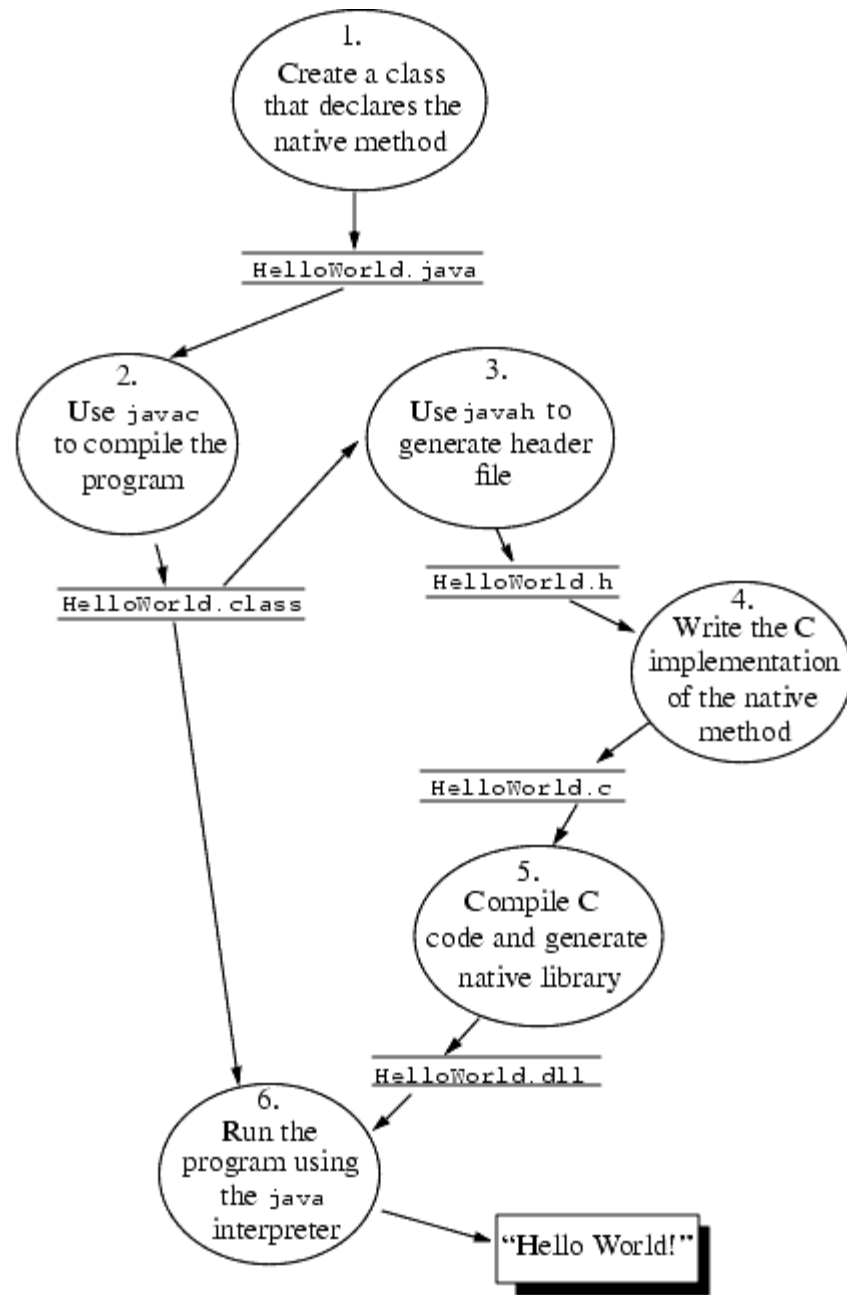 1.
Create a class
that declares the
native method
HelloWorld.java
2.
Use javac
to compile the
program
3.
Use javah to
generate header
file
HelloWorld.class
HelloWorld.h
4.
Write the C
implementation
of the native
method
HelloWorld.c
5.
Compile C
code and generate
native library
HelloWorld.dll
6.
Run the
program using
the java
interpreter
“Hello World!”